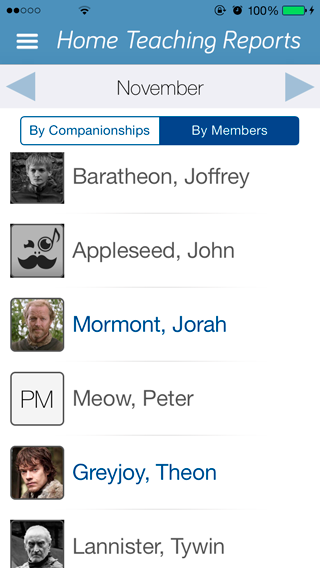 100%
Home Teaching Reports
November
By Companionships By Members
Baratheon, Joffrey
Appleseed, John
Mormont, Jorah
PM Meow, Peter
Greyjoy, Theon
Lannister, Tywin